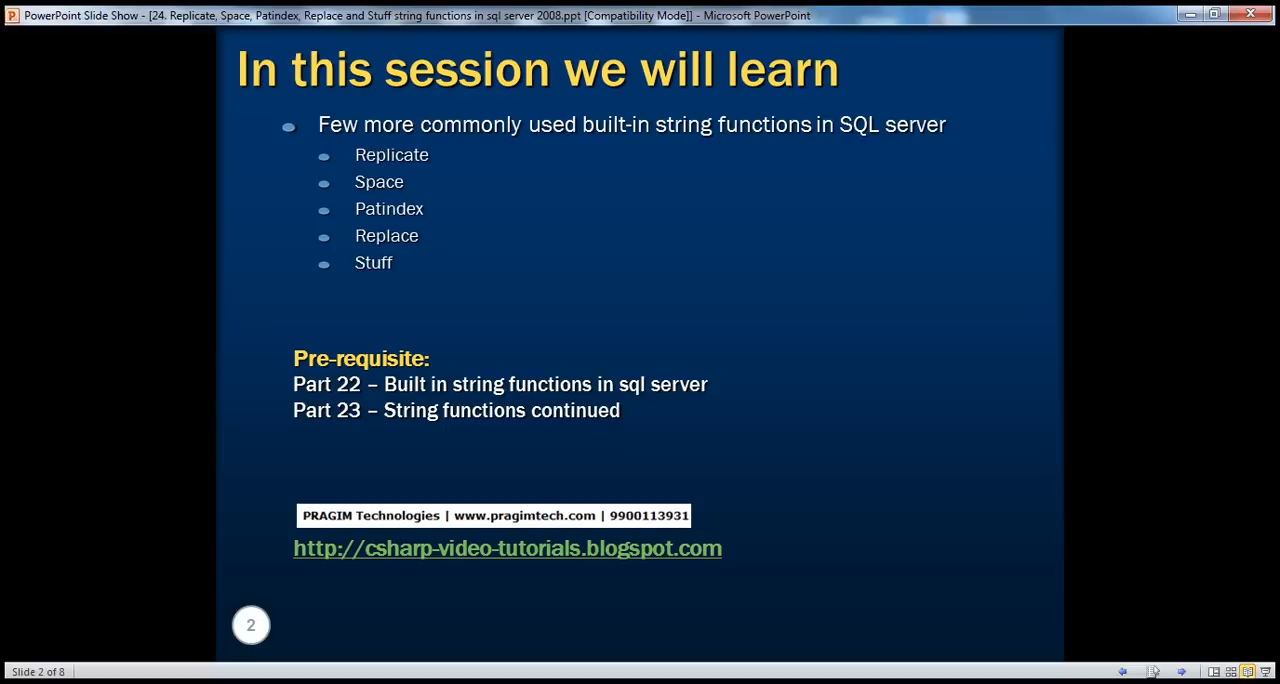 PowerPoint Slide Show - [24. Replicate, Space, Patindex, Replace and Stuff string functions in sql server 2008.ppt [Compatibility Mode]] - Microsoft PowerPoint
In this session we will learn
Few more commonly used built-in string functions in SQL server
Replicate
Space
Patindex
Replace
Stuff
Pre-requisite:
Part 22 – Built in string functions in sql server
Part 23 – String functions continued
PRAGIM Technologies | www.pragimtech.com | 9900113931
http://csharp-video-tutorials.blogspot.com
2
Slide 2 of 8